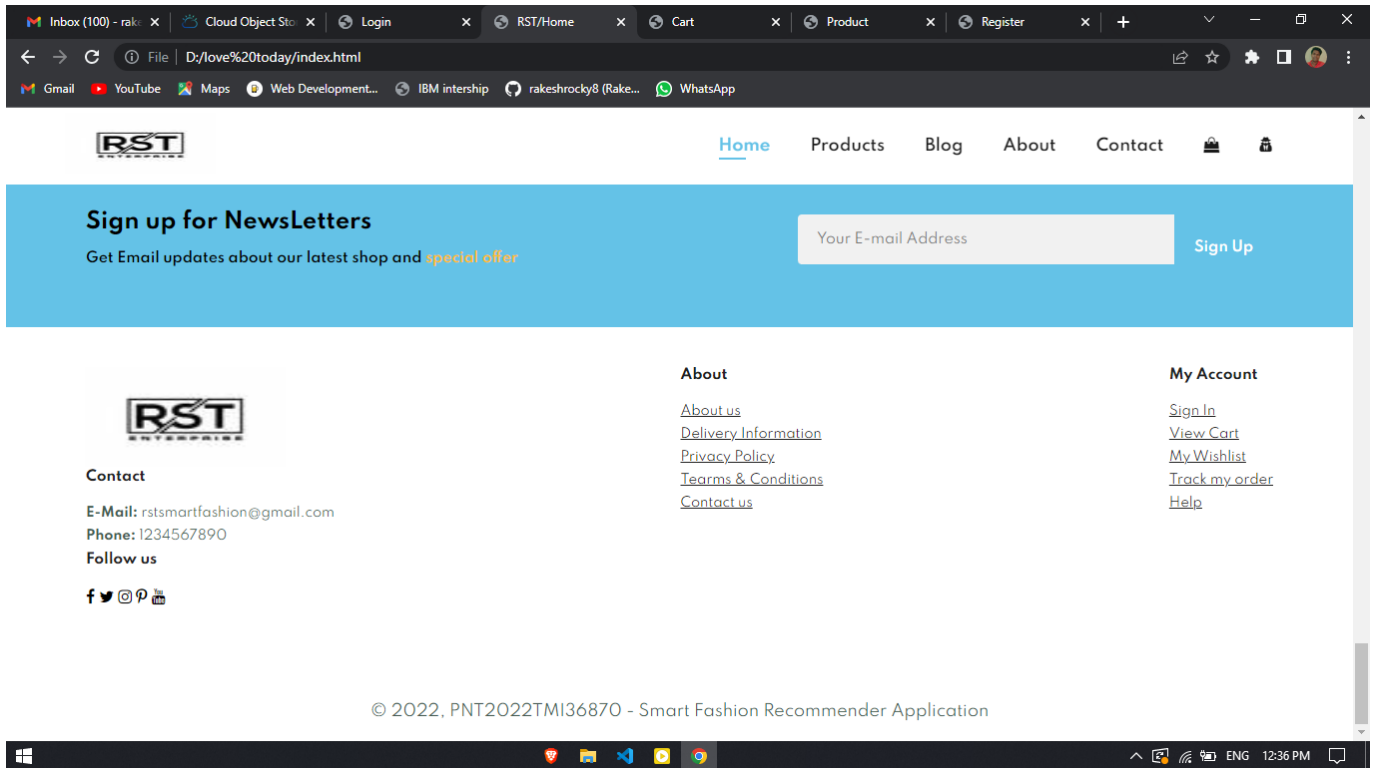 Inbox (100) - rake
Cloud Object Sto
Login
RST/Home
Cart
Product
Register
File
D:/love%20today/index.html
Gmail
YouTube
Maps
Web Development...
IBM intership
rakeshrocky8 (Rake...
WhatsApp
RST
ENTERPRISE
Home
Products
Blog
About
Contact
Sign up for NewsLetters
Get Email updates about our latest shop and special offer
Your E-mail Address
Sign Up
RST
ENTERPRISE
Contact
E-Mail: rstsmartfashion@gmail.com
Phone: 1234567890
Follow us
About
About us
Delivery Information
Privacy Policy
Tearms & Conditions
Contact us
My Account
Sign In
View Cart
My Wishlist
Track my order
Help
© 2022, PNT2022TMI36870 - Smart Fashion Recommender Application
ENG
12:36 PM